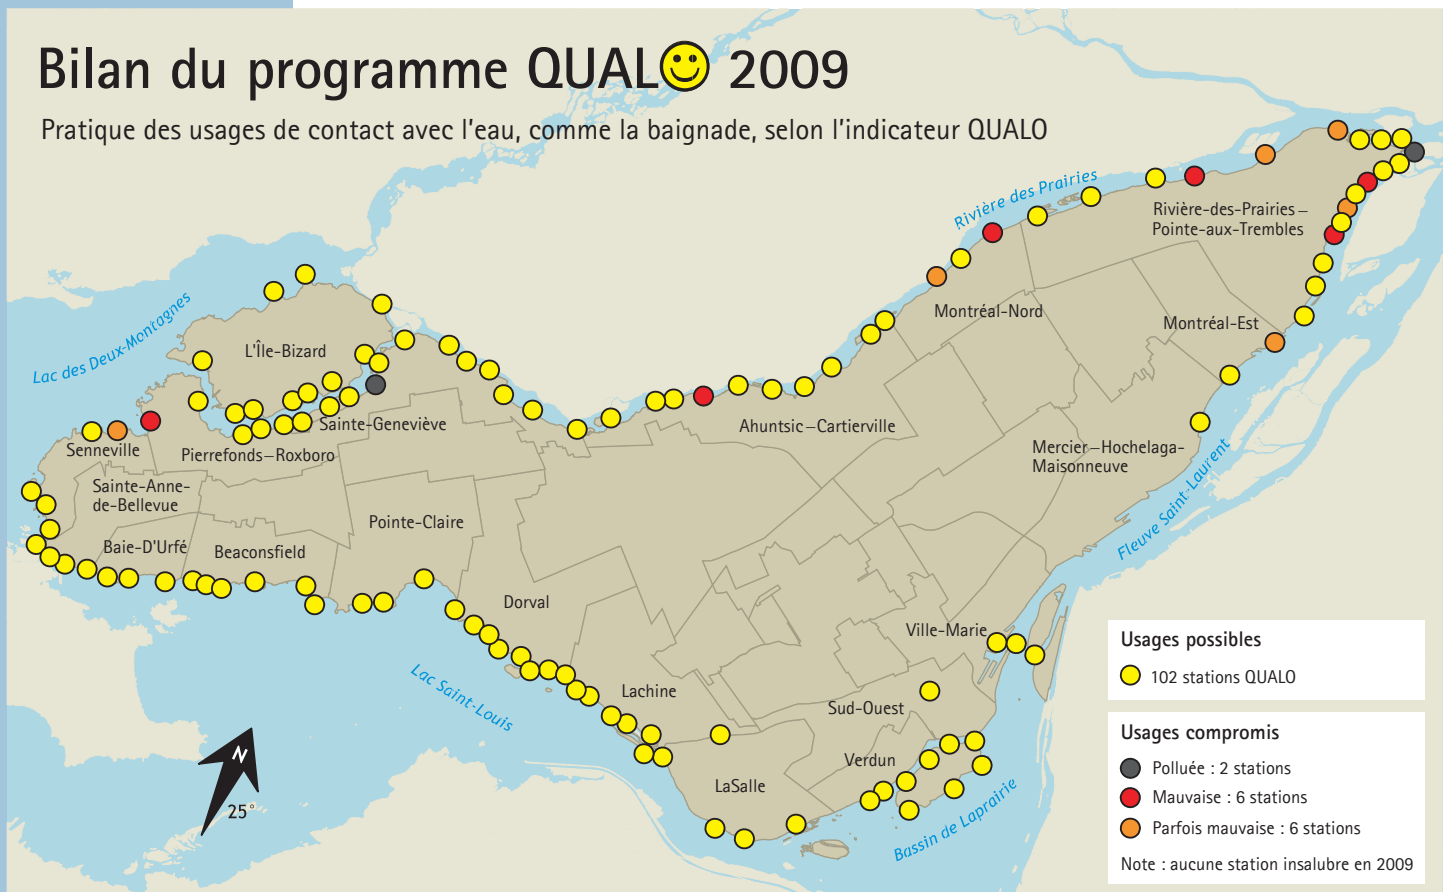 Bilan du programme QUAL 2009
Pratique des usages de contact avec l'eau, comme la baignade, selon l'indicateur QUALO
Rivière des Prairies
Rivière-des-Prairies–
Pointe-aux-Trembles
Lac des Deux-Montagnes
L'Île-Bizard
Montréal-Nord
Montréal-Est
Sainte-Geneviève
Ahuntsic–Cartierville
Senneville
Pierrefonds–Roxboro
Mercier–Hochelaga-
Maisonneuve
Sainte-Anne-
de-Bellevue
Pointe-Claire
Fleuve Saint-Laurent
Baie-D'Urfé
Beaconsfield
Dorval
Ville-Marie
Lac Saint-Louis
Lachine
Sud-Ouest
Verdun
LaSalle
Bassin de Laprairie
N
25°
Usages possibles
102 stations QUALO
Usages compromis
Polluée : 2 stations
Mauvaise : 6 stations
Parfois mauvaise : 6 stations
Note : aucune station insalubre en 2009